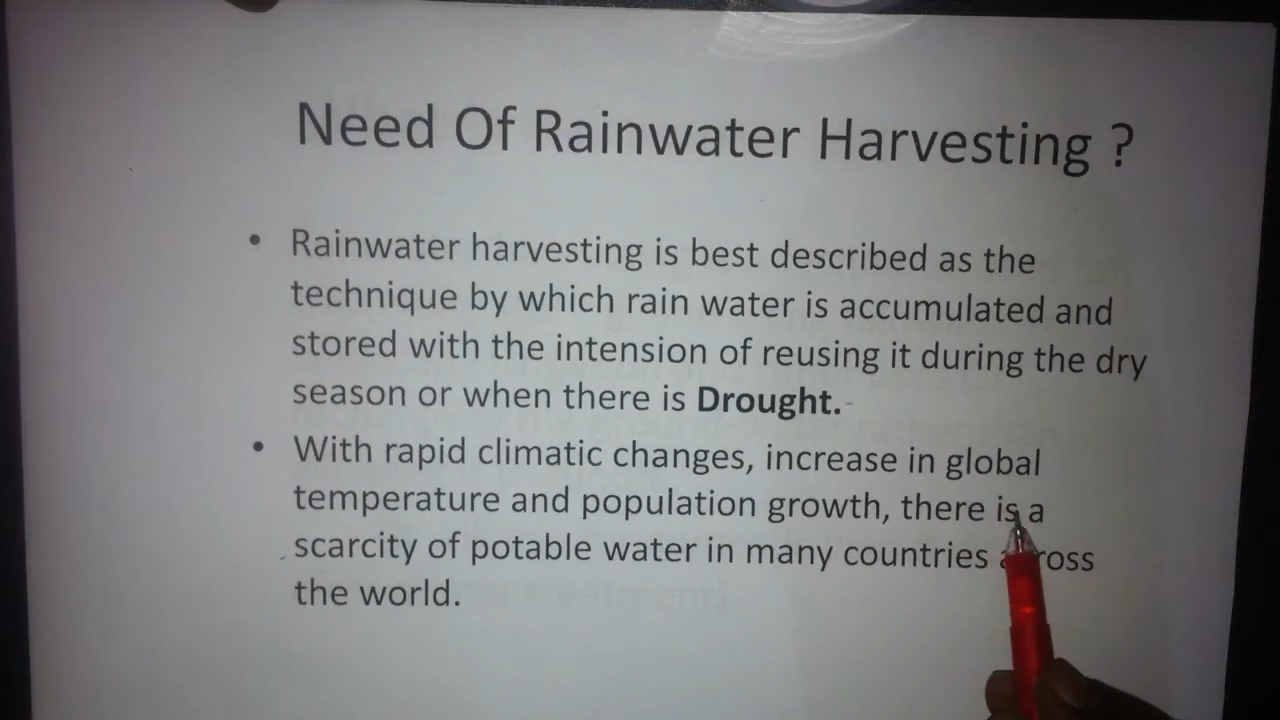 Need Of Rainwater Harvesting ?
• Rainwater harvesting is best described as the
technique by which rain water is accumulated and
stored with the intension of reusing it during the dry
season or when there is Drought.
• With rapid climatic changes, increase in global
temperature and population growth, there is a
scarcity of potable water in many countries across
the world.